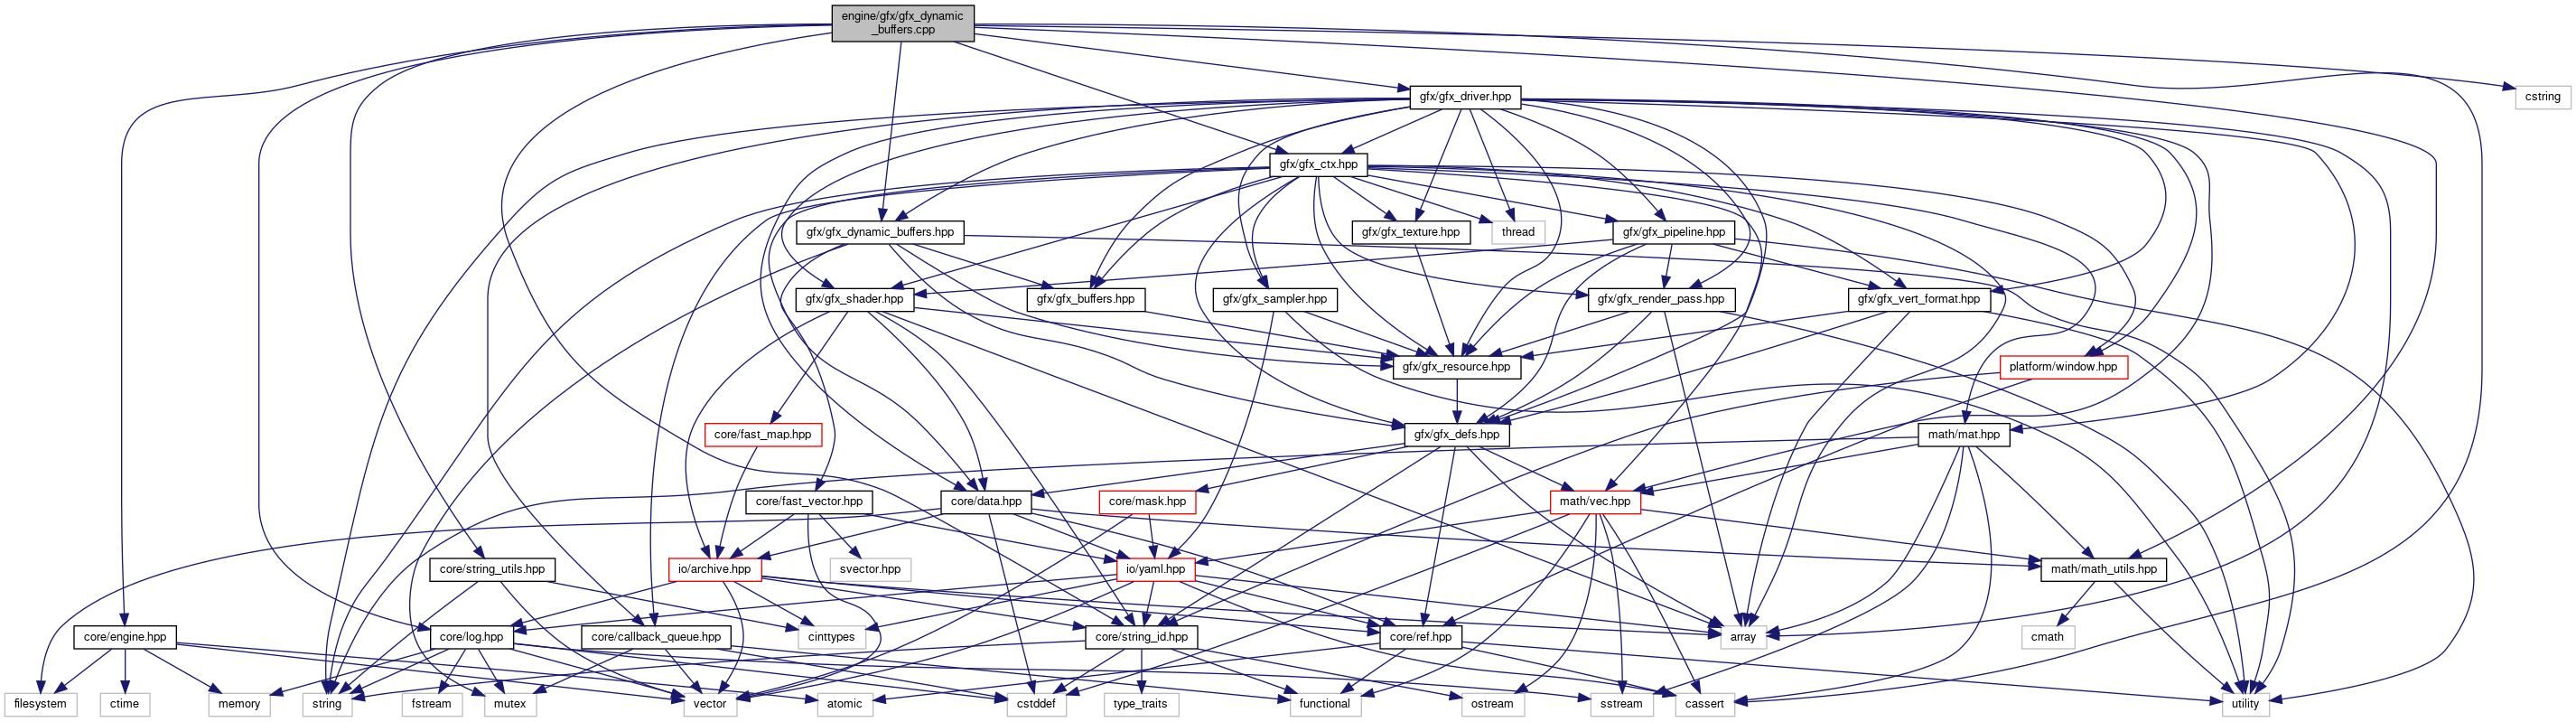 engine/gfx/gfx_dynamic
_buffers.cpp
gfx/gfx_driver.hpp
cstring
gfx/gfx_ctx.hpp
gfx/gfx_dynamic_buffers.hpp
gfx/gfx_texture.hpp
thread
gfx/gfx_pipeline.hpp
gfx/gfx_shader.hpp
gfx/gfx_buffers.hpp
gfx/gfx_sampler.hpp
gfx/gfx_render_pass.hpp
gfx/gfx_vert_format.hpp
gfx/gfx_resource.hpp
platform/window.hpp
core/fast_map.hpp
gfx/gfx_defs.hpp
math/mat.hpp
core/fast_vector.hpp
core/data.hpp
core/mask.hpp
math/vec.hpp
core/string_utils.hpp
io/archive.hpp
svector.hpp
io/yaml.hpp
math/math_utils.hpp
core/engine.hpp
core/log.hpp
core/callback_queue.hpp
cinttypes
core/string_id.hpp
core/ref.hpp
array
cmath
filesystem
ctime
memory
string
fstream
mutex
vector
atomic
cstddef
type_traits
functional
ostream
sstream
cassert
utility